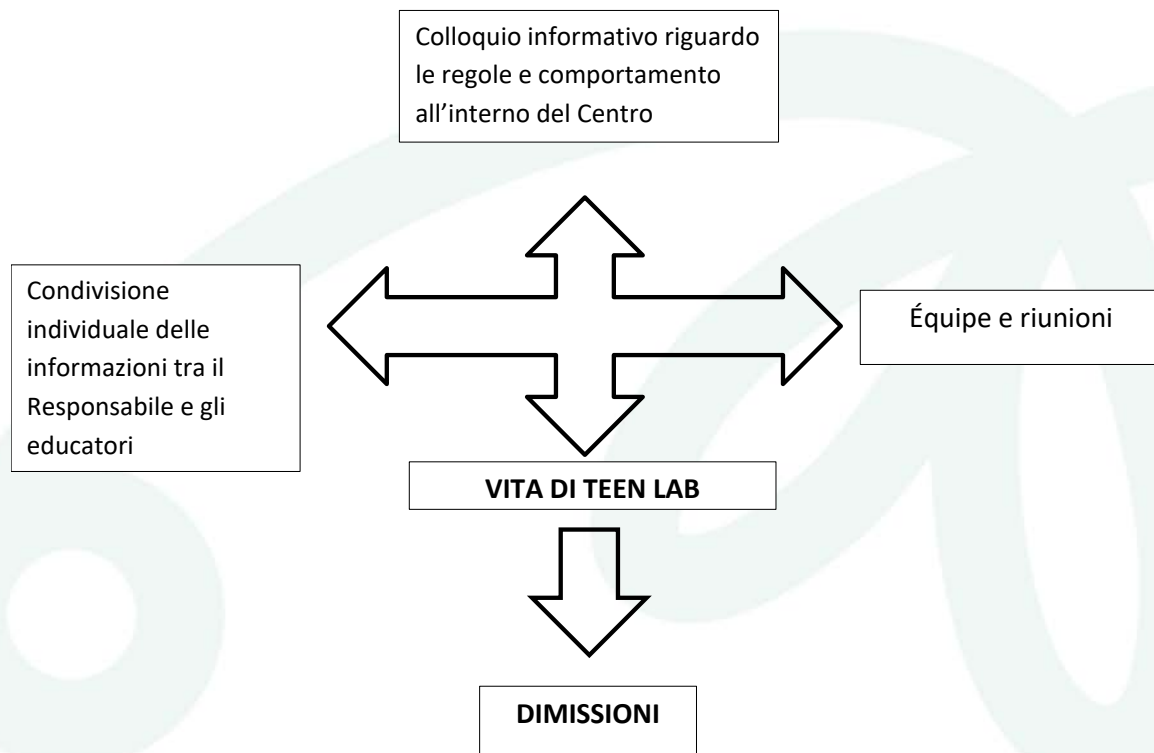 Colloquio informativo riguardo
le regole e comportamento
all’interno del Centro
Condivisione
individuale delle
informazioni tra il
Responsabile e gli
educatori
Équipe e riunioni
VITA DI TEEN LAB
DIMISSIONI